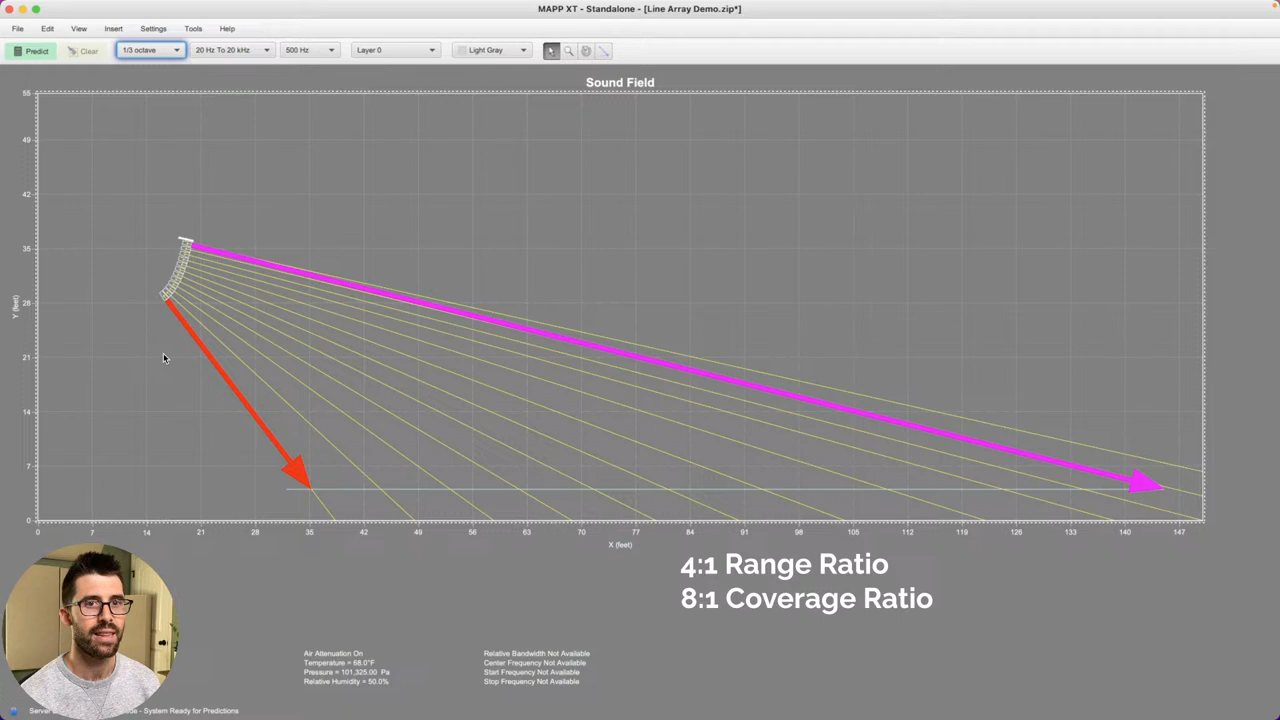 MAPP XT - Standalone - [Line Array Demo.zip*]
File Edit View Insert Settings Tools Help
Predict Clear 1/3 octave 20 Hz To 20 kHz 500 Hz Layer 0 Light Gray
Sound Field
55
49
42
36
28
21
14
7
0
Y (feet)
0 7 14 21 28 36 42 49 56 63 70 77 84 91 98 105 112 119 126 133 140 147
X (feet)
4:1 Range Ratio
8:1 Coverage Ratio
Air Attenuation On
Temperature = 68.0°F
Pressure = 101,325.00 Pa
Relative Humidity = 50.0%
Relative Bandwidth Not Available
Center Frequency Not Available
Start Frequency Not Available
Stop Frequency Not Available
Server - System Ready for Predictions